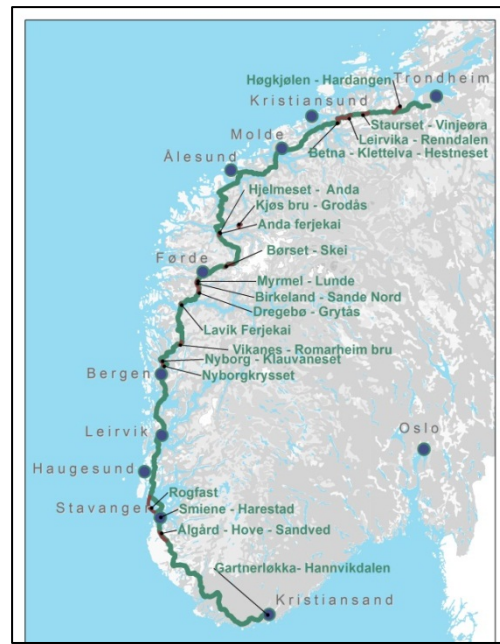 Høgkjølen - Hardangen
Trondheim
Kristiansund
Staurset - Vinjeøra
Leirvika - Renndalen
Molde
Betna - Klettelva - Hestneset
Ålesund
Hjelmeset - Anda
Kjøs bru - Grodås
Anda ferjekai
Børset - Skei
Førde
Myrmel - Lunde
Birkeland - Sande Nord
Dregebø - Grytås
Lavik Ferjekai
Vikanes - Romarheim bru
Nyborg - Klauvaneset
Bergen
Nyborgkrysset
Oslo
Leirvik
Haugesund
Rogfast
Stavanger
Smiene - Harestad
Ålgård - Hove - Sandved
Gartnerløkka- Hannvikdalen
Kristiansand